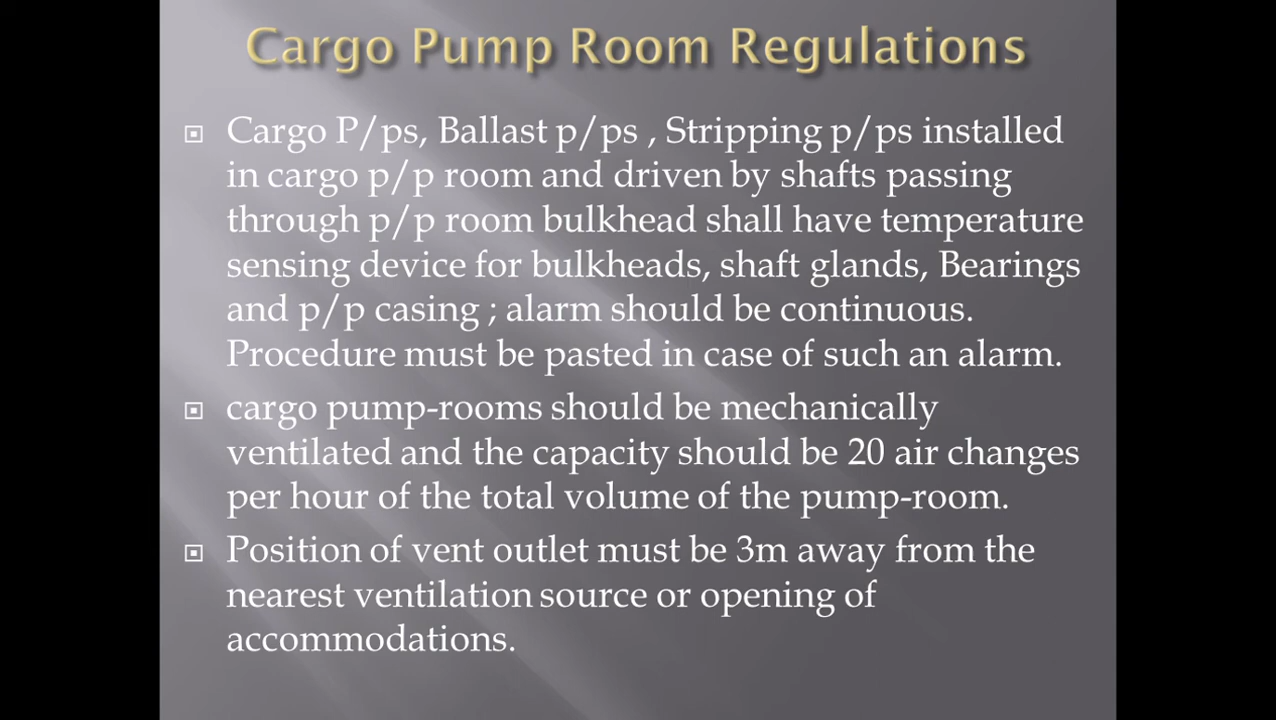 Cargo Pump Room Regulations
Cargo P/ps, Ballast p/ps , Stripping p/ps installed
in cargo p/p room and driven by shafts passing
through p/p room bulkhead shall have temperature
sensing device for bulkheads, shaft glands, Bearings
and p/p casing ; alarm should be continuous.
Procedure must be pasted in case of such an alarm.
cargo pump-rooms should be mechanically
ventilated and the capacity should be 20 air changes
per hour of the total volume of the pump-room.
Position of vent outlet must be 3m away from the
nearest ventilation source or opening of
accommodations.